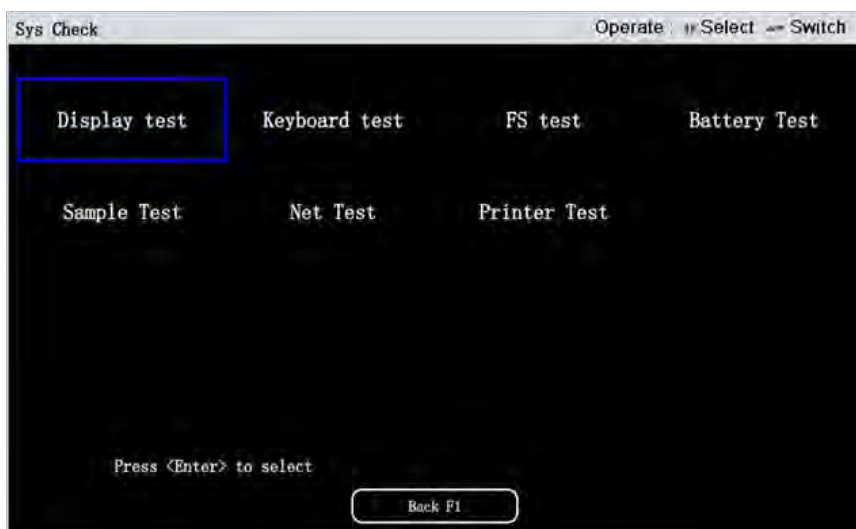 Sys Check Operate Select Switch
Display test Keyboard test FS test Battery Test
Sample Test Net Test Printer Test
Press <Enter> to select
Back F1